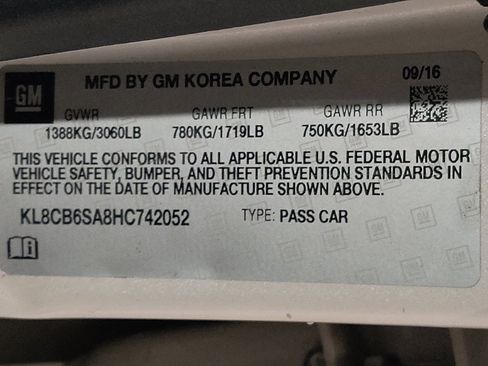 GM
MFD BY GM KOREA COMPANY
09/16
GVWR GAWR FRT GAWR RR
1388KG/3060LB 780KG/1719LB 750KG/1653LB
THIS VEHICLE CONFORMS TO ALL APPLICABLE U.S. FEDERAL MOTOR
VEHICLE SAFETY, BUMPER, AND THEFT PREVENTION STANDARDS IN
EFFECT ON THE DATE OF MANUFACTURE SHOWN ABOVE.
KL8CB6SA8HC742052 TYPE: PASS CAR